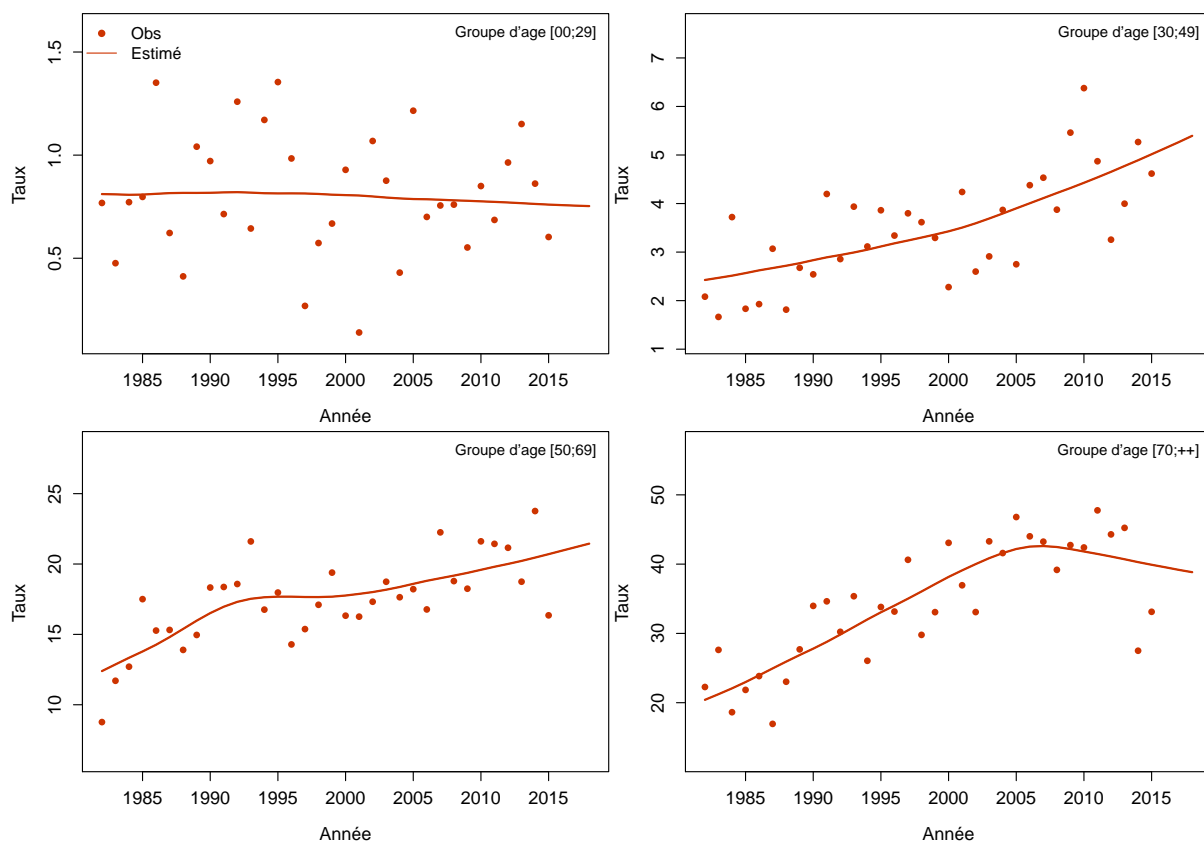 Obs
Estimé
Groupe d'age [00;29]
Taux
1.5
1.0
0.5
1985 1990 1995 2000 2005 2010 2015
Année
Groupe d'age [30;49]
Taux
7
6
5
4
3
2
1
1985 1990 1995 2000 2005 2010 2015
Année
Groupe d'age [50;69]
Taux
25
20
15
10
1985 1990 1995 2000 2005 2010 2015
Année
Groupe d'age [70;++]
Taux
50
40
30
20
1985 1990 1995 2000 2005 2010 2015
Année